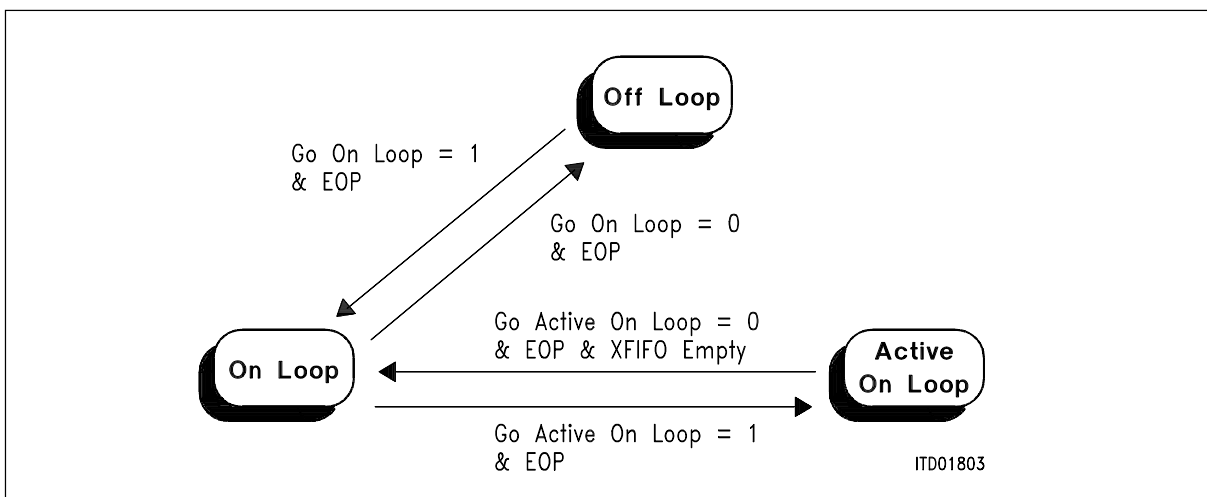 Off Loop
Go On Loop = 1
& EOP
Go On Loop = 0
& EOP
Go Active On Loop = 0
& EOP & XFIFO Empty
On Loop
Active
On Loop
Go Active On Loop = 1
& EOP
ITD01803